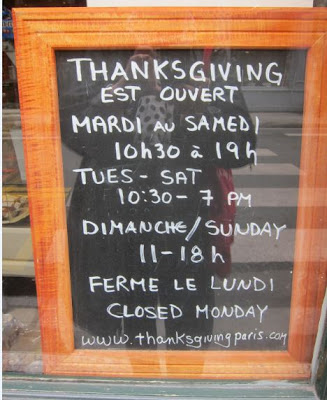 THANKSGIVING
EST OUVERT
MARDI AU SAMEDI
10h30 à 19h
TUES - SAT
10:30 - 7 PM
DIMANCHE/SUNDAY
11-18 h
FERME LE LUNDI
CLOSED MONDAY
www.thanksgivingparis.com